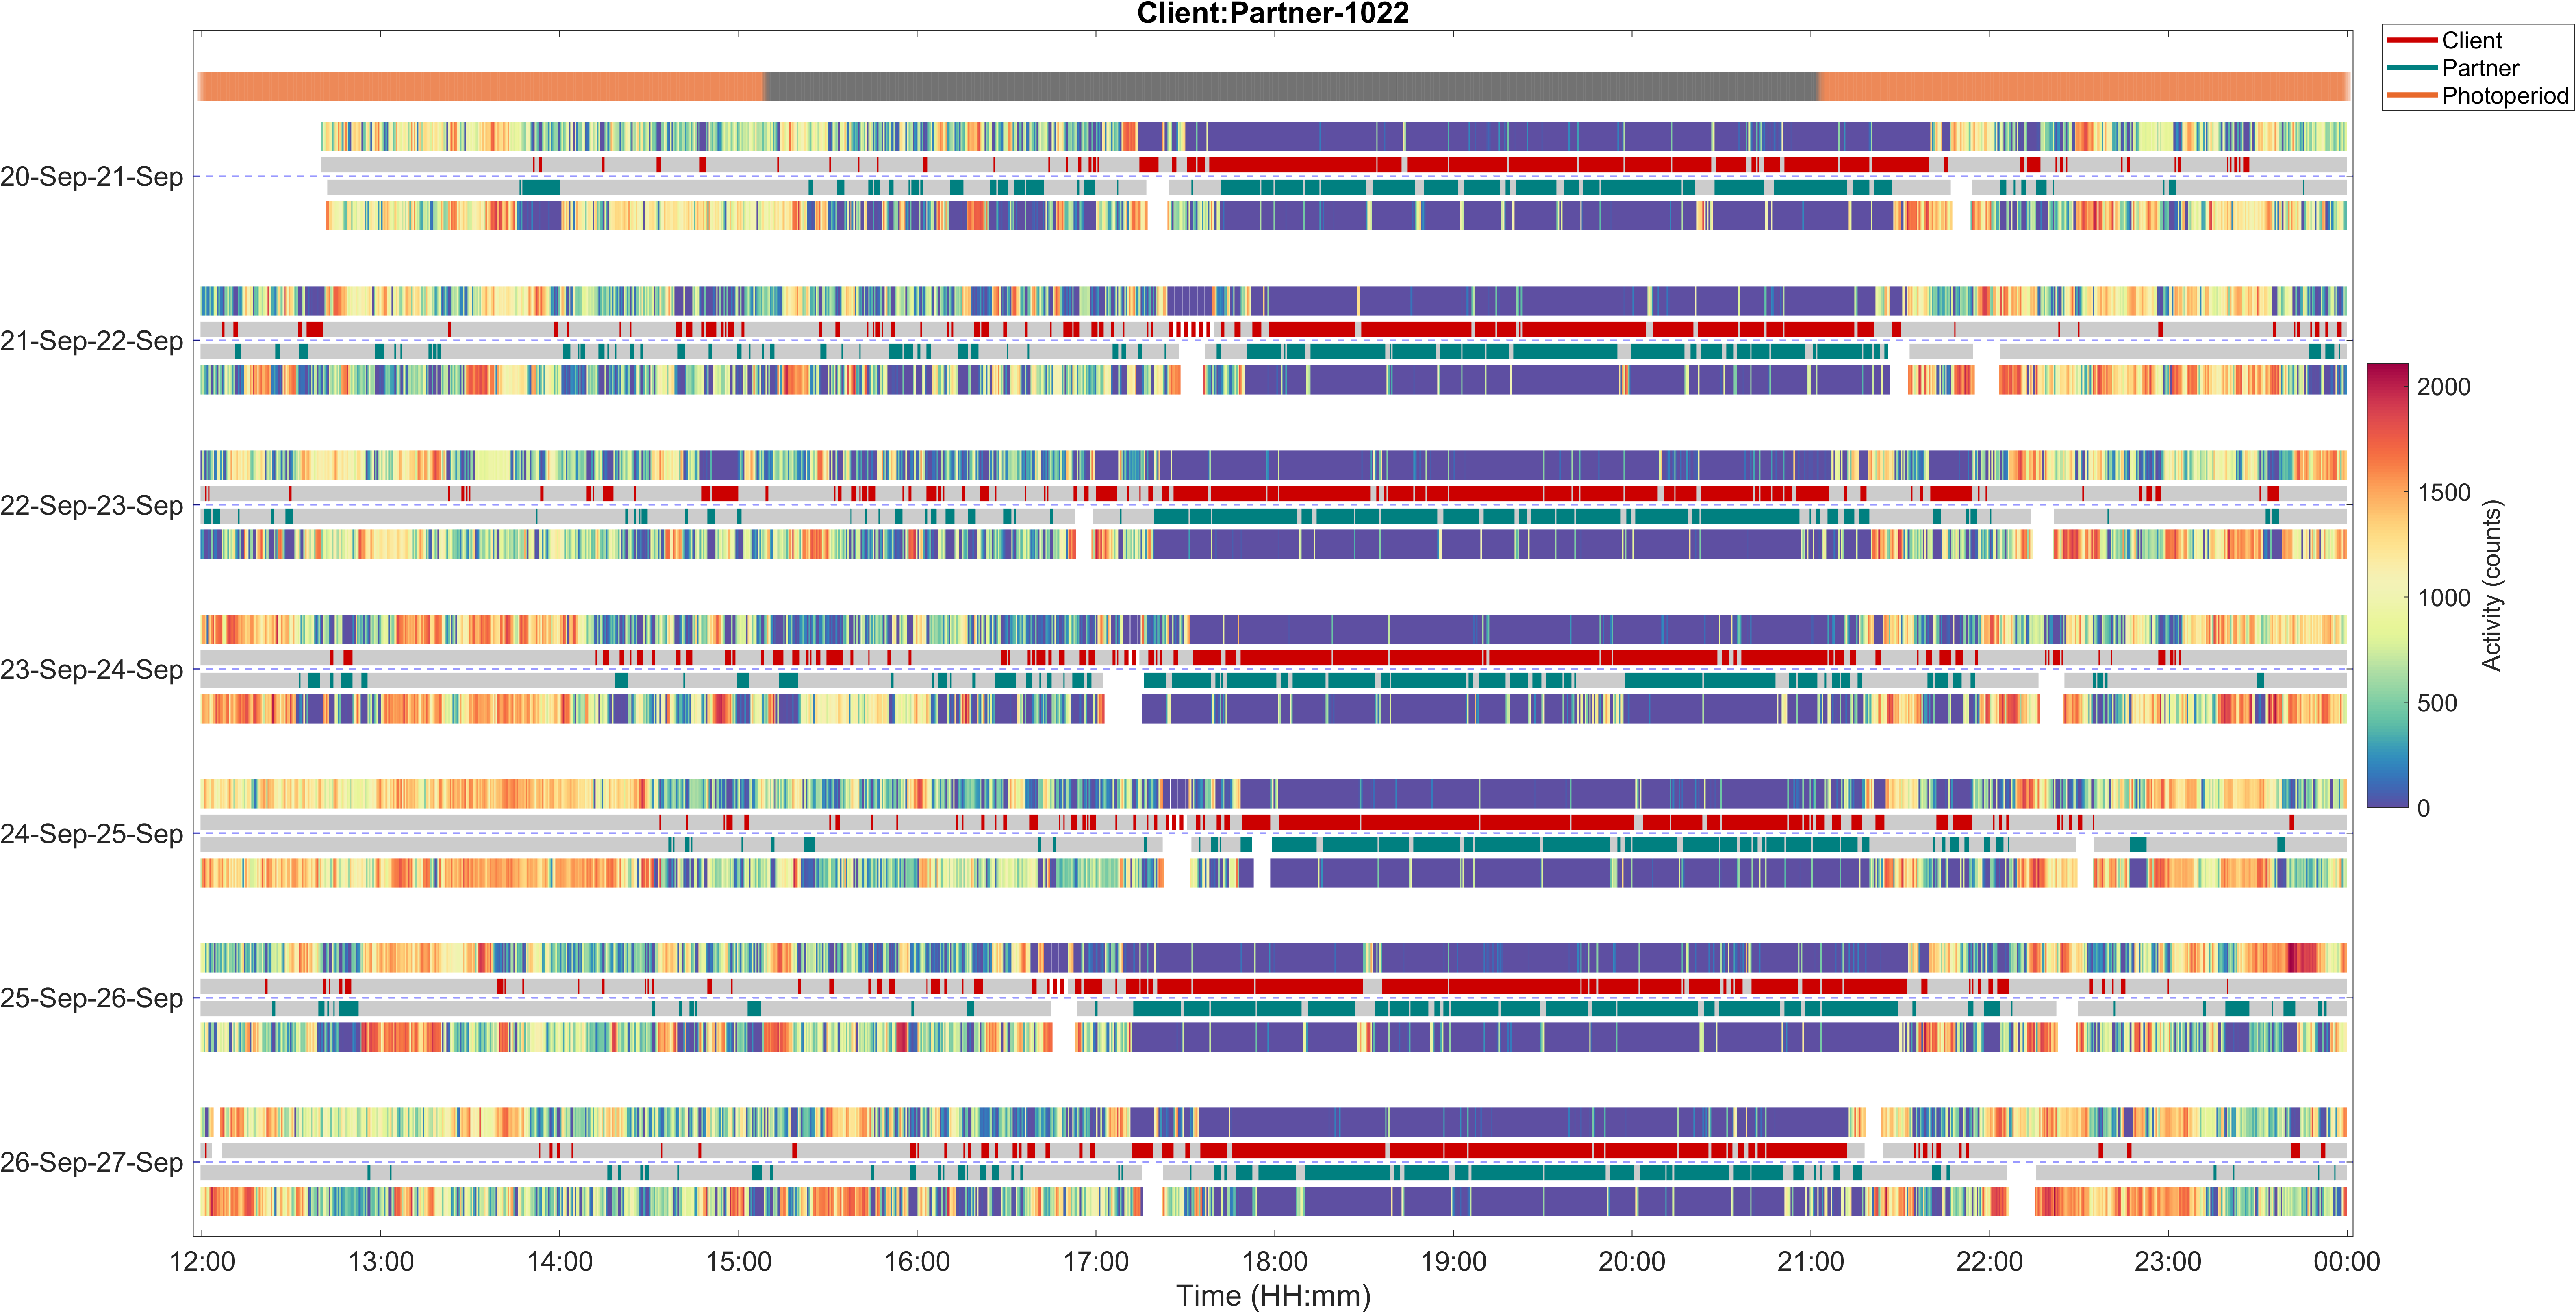 Client:Partner-1022
Client
Partner
Photoperiod
20-Sep-21-Sep
21-Sep-22-Sep
22-Sep-23-Sep
23-Sep-24-Sep
24-Sep-25-Sep
25-Sep-26-Sep
26-Sep-27-Sep
2000
1500
1000
500
0
Activity (counts)
12:00 13:00 14:00 15:00 16:00 17:00 18:00 19:00 20:00 21:00 22:00 23:00 00:00
Time (HH:mm)